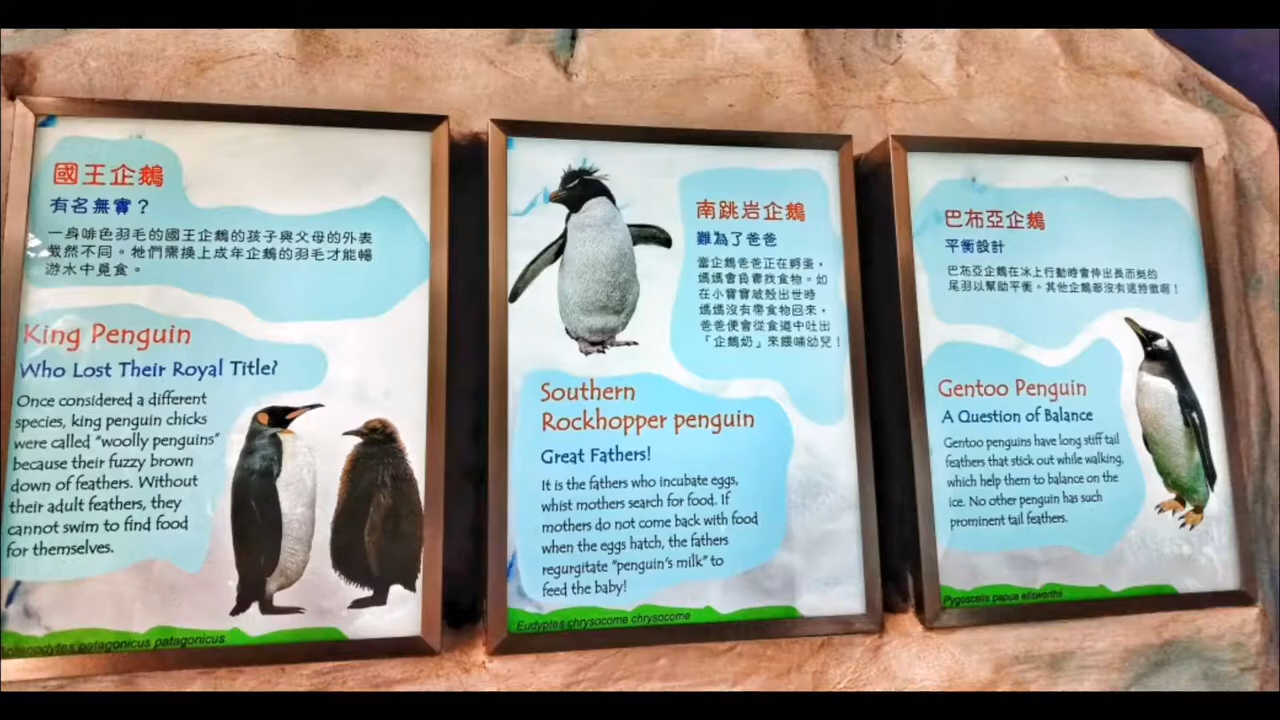 國王企鵝
有名無實？
一身啡色羽毛的國王企鵝的孩子與父母的外表
截然不同。牠們需換上成年企鵝的羽毛才能暢
游水中覓食。
King Penguin
Who Lost Their Royal Title?
Once considered a different
species, king penguin chicks
were called "woolly penguins"
because their fuzzy brown
down of feathers. Without
their adult feathers, they
cannot swim to find food
for themselves.
patagonicus patagonicus
南跳岩企鵝
難為了爸爸
當企鵝爸爸正在孵蛋，
媽媽會負責找食物。如
在小寶寶破殼出世時
媽媽沒有帶食物回來，
爸爸便會從食道中吐出
「企鵝奶」來餵哺幼兒！
Southern
Rockhopper penguin
Great Fathers!
It is the fathers who incubate eggs,
whist mothers search for food. If
mothers do not come back with food
when the eggs hatch, the fathers
regurgitate "penguin's milk" to
feed the baby!
Eudyptes chrysocome chrysocome
巴布亞企鵝
平衡設計
巴布亞企鵝在冰上行動時會伸出長而挺的
尾羽以幫助平衡。其他企鵝都沒有這特徵啊！
Gentoo Penguin
A Question of Balance
Gentoo penguins have long stiff tail
feathers that stick out while walking,
which help them to balance on the
ice. No other penguin has such
prominent tail feathers.
Pygoscelis papua ellsworthii